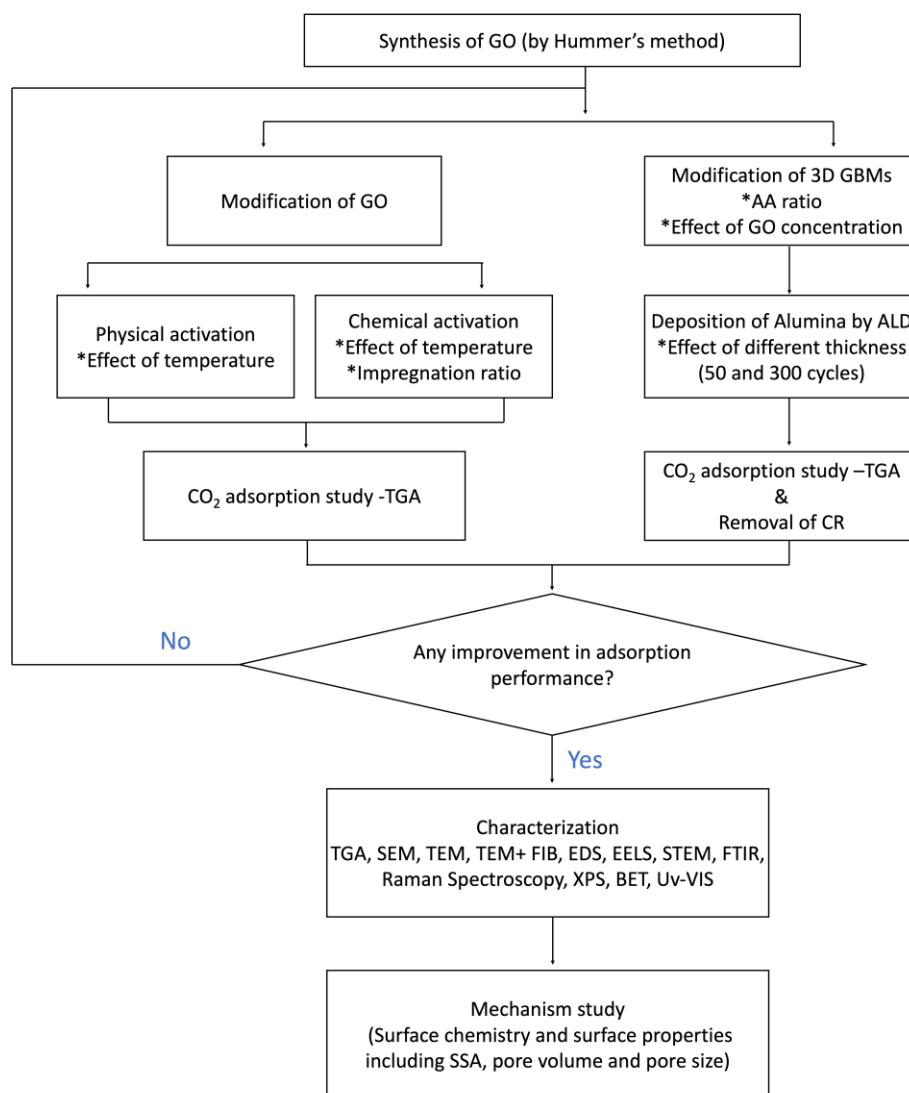 Synthesis of GO (by Hummer’s method)
Modification of GO
Modification of 3D GBMs
*AA ratio
*Effect of GO concentration
Physical activation
*Effect of temperature
Chemical activation
*Effect of temperature
*Impregnation ratio
Deposition of Alumina by ALD
*Effect of different thickness
(50 and 300 cycles)
CO₂ adsorption study -TGA
CO₂ adsorption study –TGA
&
Removal of CR
Any improvement in adsorption
performance?
No
Yes
Characterization
TGA, SEM, TEM, TEM+ FIB, EDS, EELS, STEM, FTIR,
Raman Spectroscopy, XPS, BET, Uv-VIS
Mechanism study
(Surface chemistry and surface properties
including SSA, pore volume and pore size)